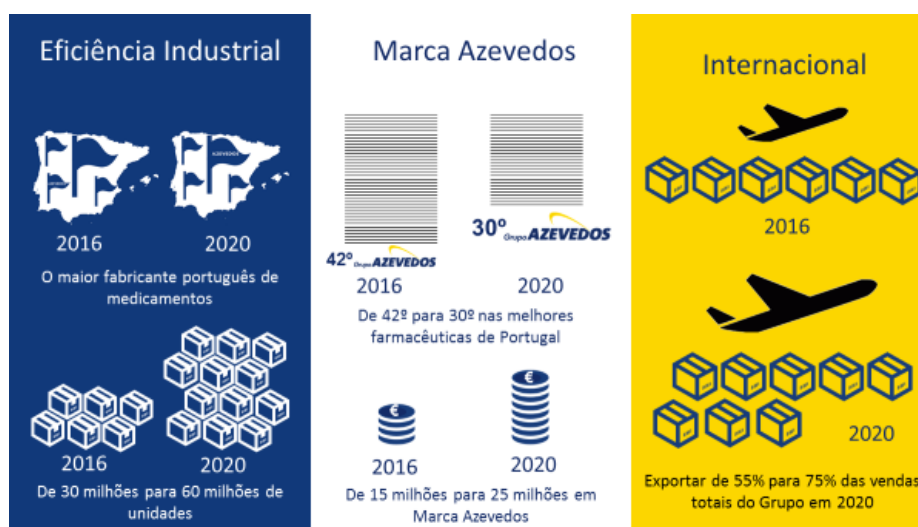 Eficiência Industrial
AZEVEDOS
2016
2020
O maior fabricante português de
medicamentos
2016
2020
De 30 milhões para 60 milhões de
unidades
Marca Azevedos
42º Grupo AZEVEDOS
30º Grupo AZEVEDOS
2016
2020
De 42º para 30º nas melhores
farmacêuticas de Portugal
€
€
2016
2020
De 15 milhões para 25 milhões em
Marca Azevedos
Internacional
2016
2020
Exportar de 55% para 75% das vendas
totais do Grupo em 2020